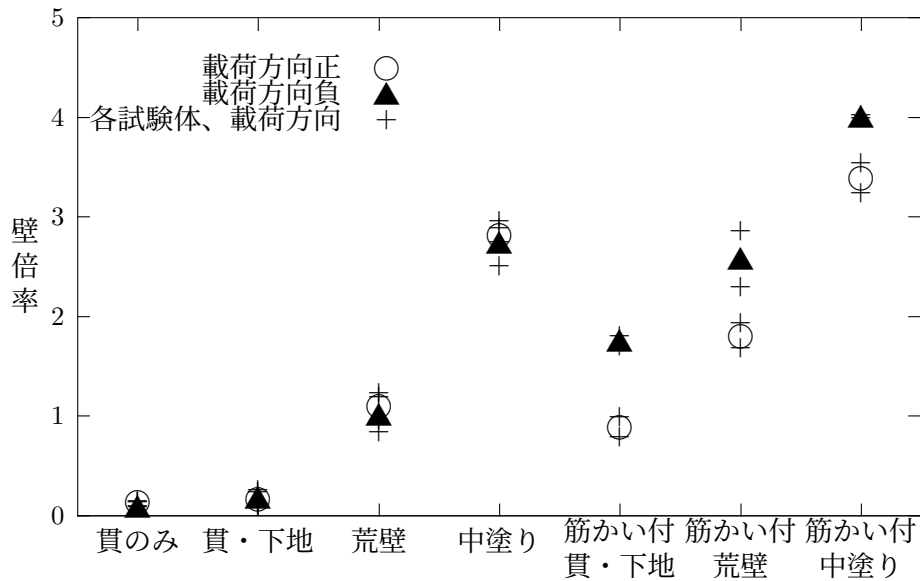 5
載荷方向正
載荷方向負
4
各試験体、載荷方向
3
壁倍率
2
1
0
貫のみ 貫・下地 荒壁 中塗り 筋かい付 筋かい付 筋かい付
貫・下地 荒壁 中塗り